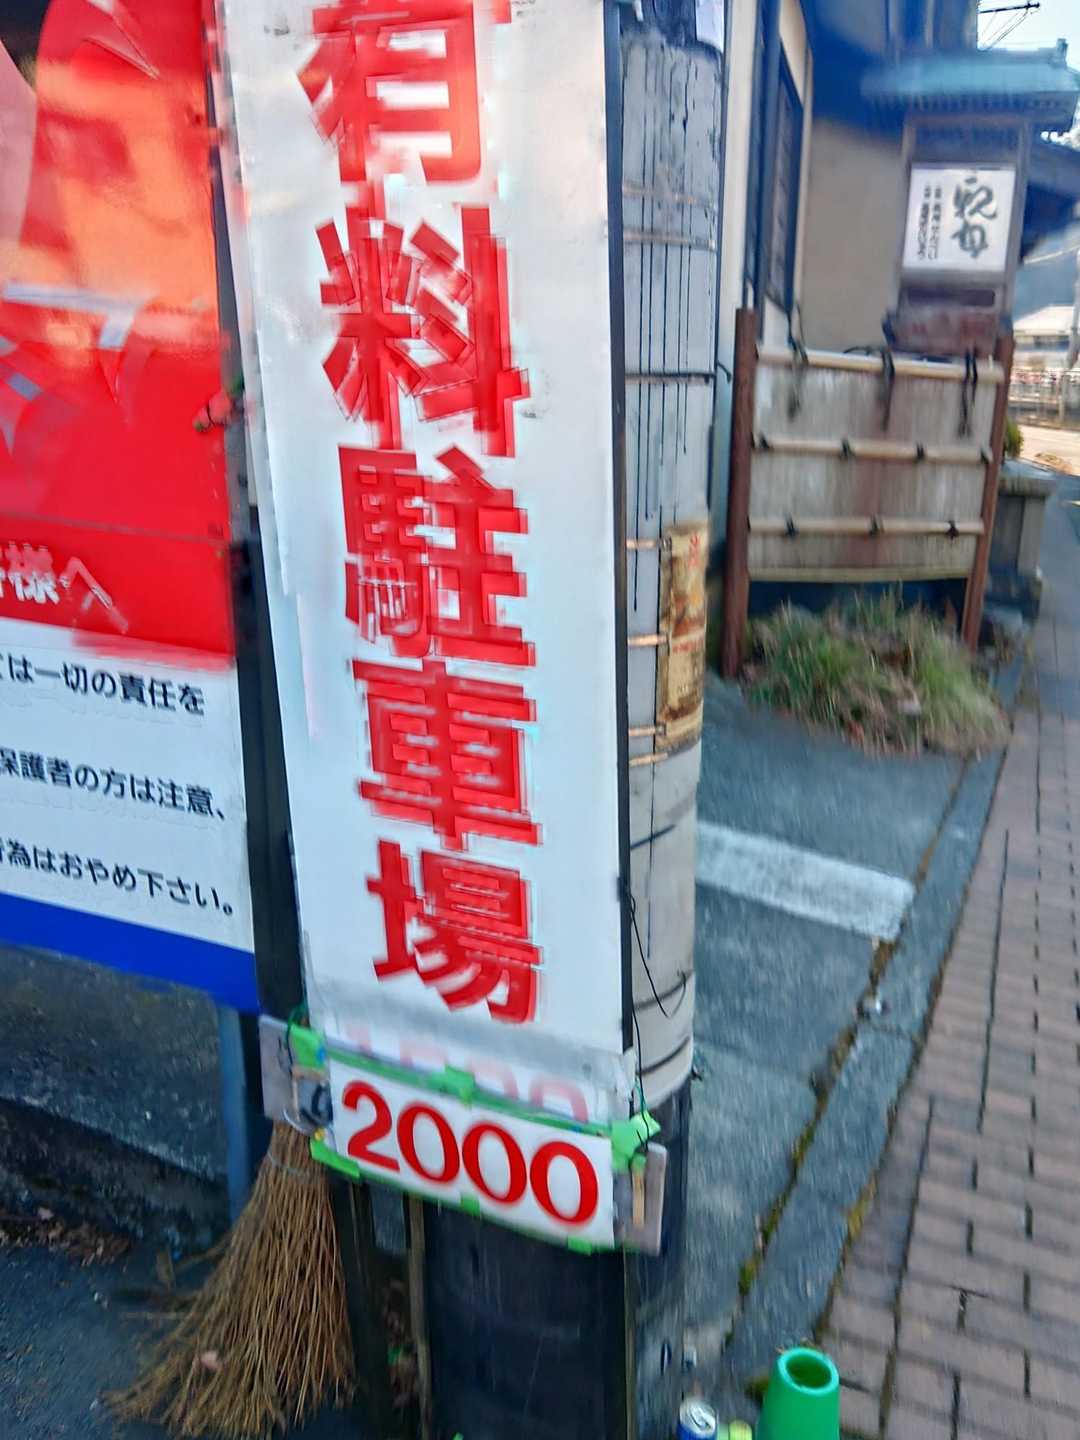 様へ
は一切の責任を
保護者の方は注意、
為はおやめ下さい。
有料駐車場
2000